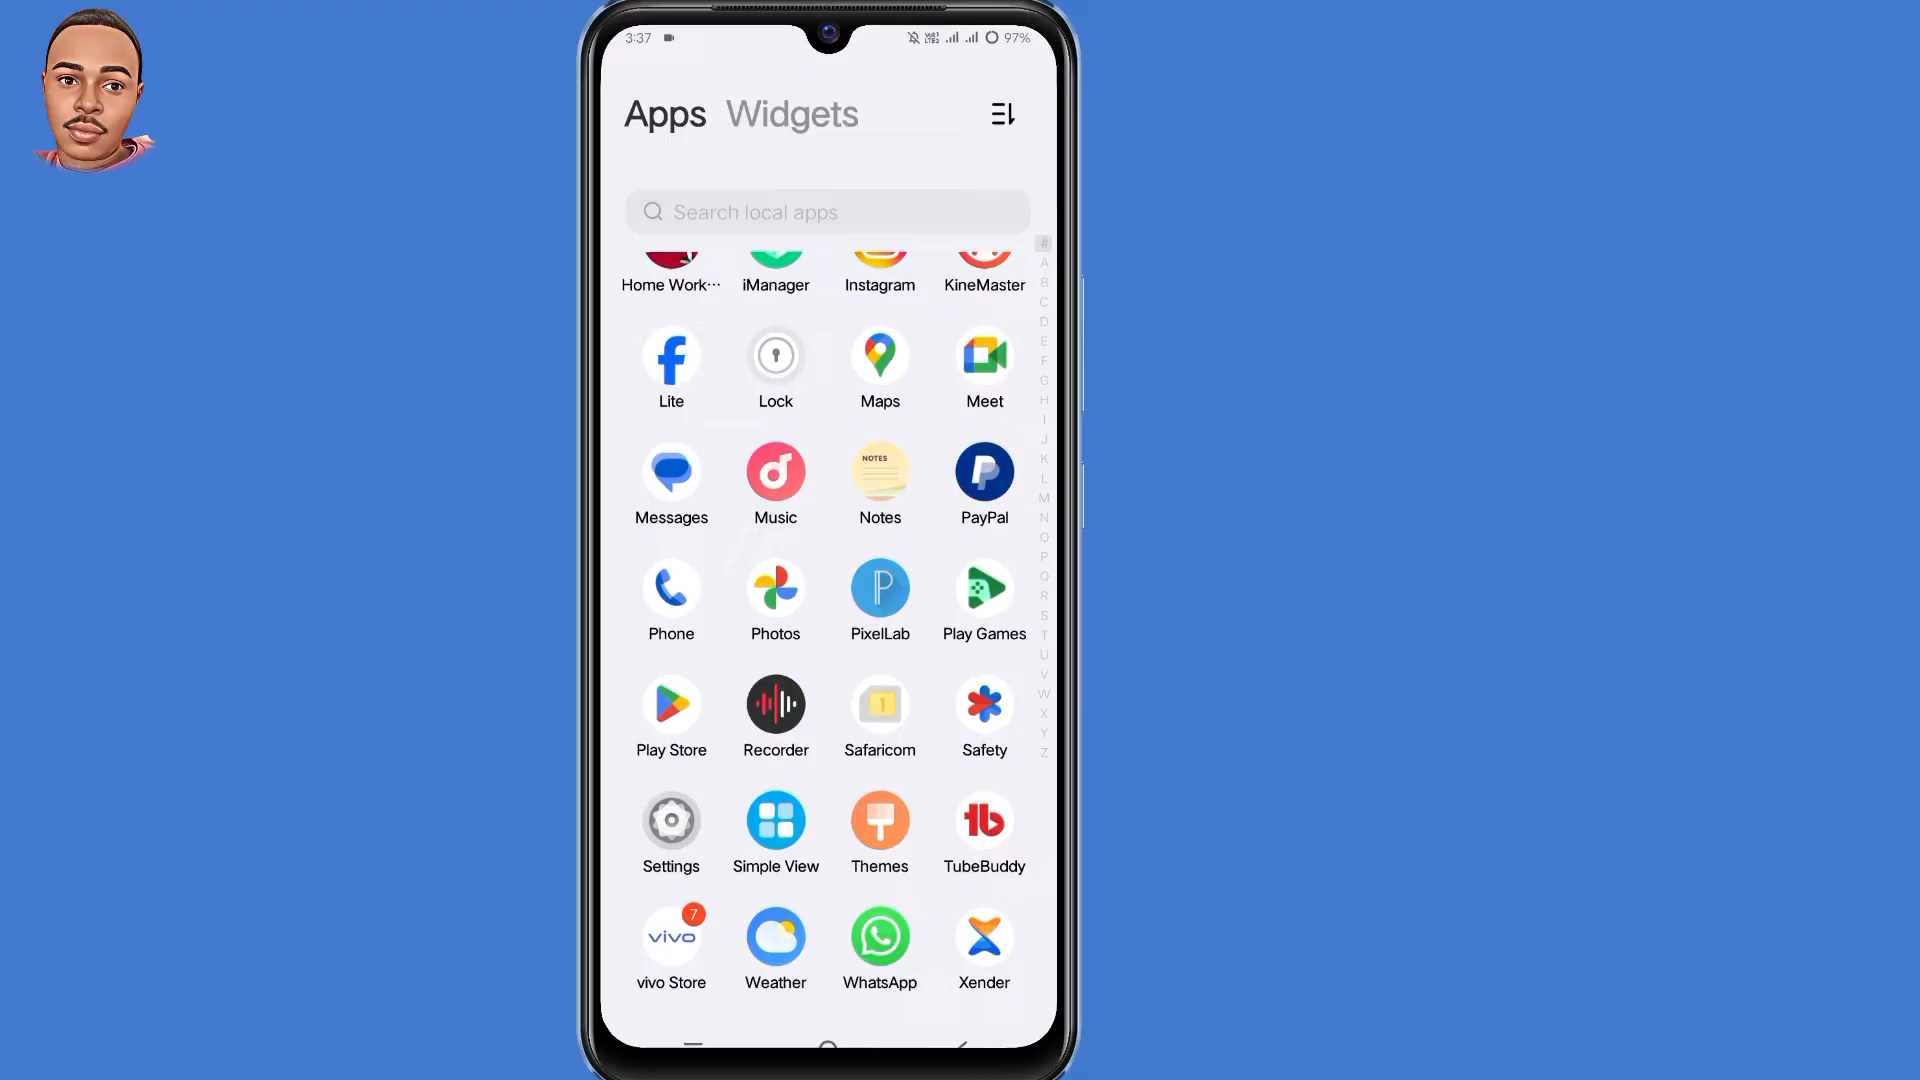 3:37 97%
Apps Widgets
Search local apps
#
Home Work··· iManager Instagram KineMaster
A
B
C
D
E
F
G
H
I
J
K
L
M
N
O
P
Q
R
S
T
U
V
W
X
Y
Z
Lite Lock Maps Meet
NOTES
Messages Music Notes PayPal
Phone Photos PixelLab Play Games
1
Play Store Recorder Safaricom Safety
Settings Simple View Themes TubeBuddy
7
vivo
vivo Store Weather WhatsApp Xender